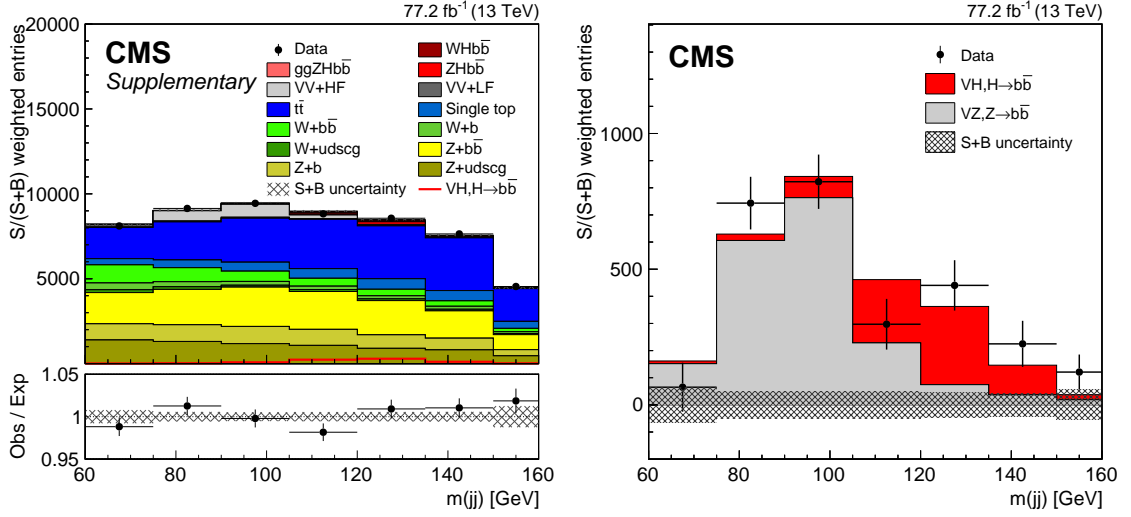 77.2 fb⁻¹ (13 TeV)
S/(S+B) weighted entries
20000
15000
10000
5000
CMS
Supplementary
Data
WHbb̅
ggZHbb̅
ZHbb̅
VV+HF
VV+LF
tt̅
Single top
W+bb̅
W+b
W+udscg
Z+bb̅
Z+b
Z+udscg
S+B uncertainty
VH,H→bb̅
Obs / Exp
1.05
1
0.95
60 80 100 120 140 160
m(jj) [GeV]
77.2 fb⁻¹ (13 TeV)
S/(S+B) weighted entries
1000
500
0
CMS
Data
VH,H→bb̅
VZ,Z→bb̅
S+B uncertainty
60 80 100 120 140 160
m(jj) [GeV]